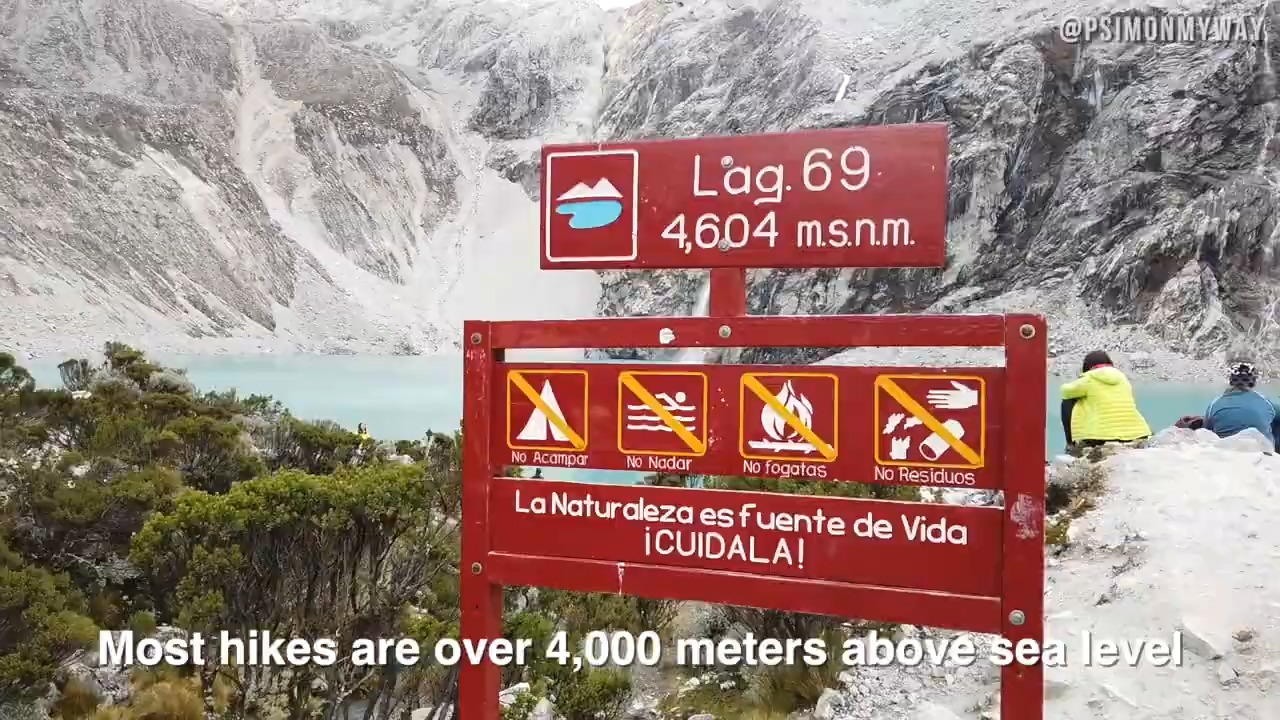 @PSIMONMYWAY
Lag. 69
4,604 m.s.n.m.
No Acampar
No Nadar
No fogatas
No Residuos
La Naturaleza es fuente de Vida
¡CUIDALA!
Most hikes are over 4,000 meters above sea level